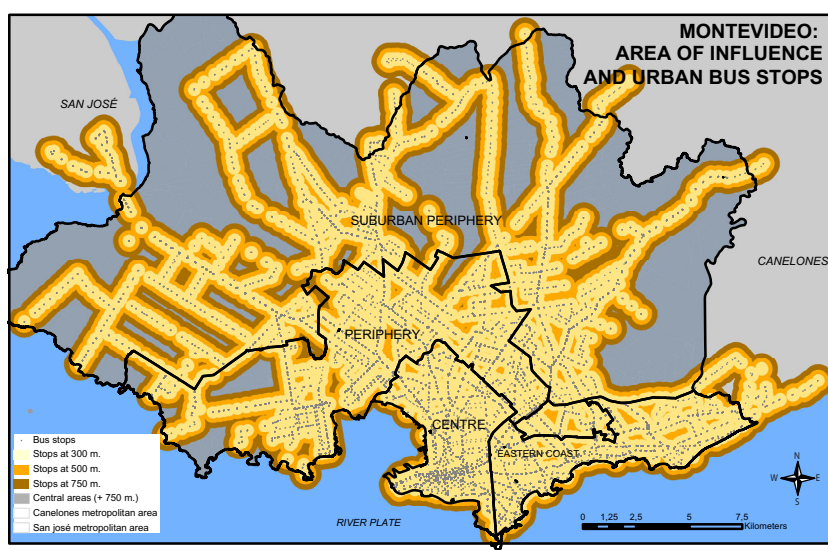 MONTEVIDEO:
AREA OF INFLUENCE
AND URBAN BUS STOPS
SAN JOSÉ
SUBURBAN PERIPHERY
CANELONES
PERIPHERY
CENTRE
EASTERN COAST
RIVER PLATE
Bus stops
Stops at 300 m.
Stops at 500 m.
Stops at 750 m.
Central areas (+ 750 m.)
Canelones metropolitan area
San josé metropolitan area
N
W E
S
0 1,25 2,5 5 7,5
Kilometers